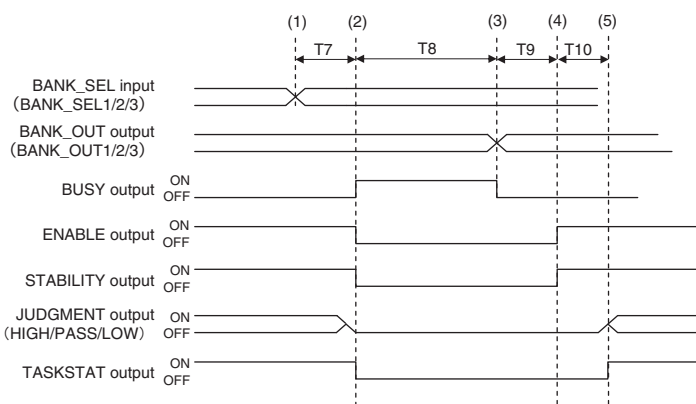 (1) (2) (3) (4) (5)
T7 T8 T9 T10
BANK_SEL input
(BANK_SEL1/2/3)
BANK_OUT output
(BANK_OUT1/2/3)
BUSY output ON
OFF
ENABLE output ON
OFF
STABILITY output ON
OFF
JUDGMENT output ON
(HIGH/PASS/LOW) OFF
TASKSTAT output ON
OFF